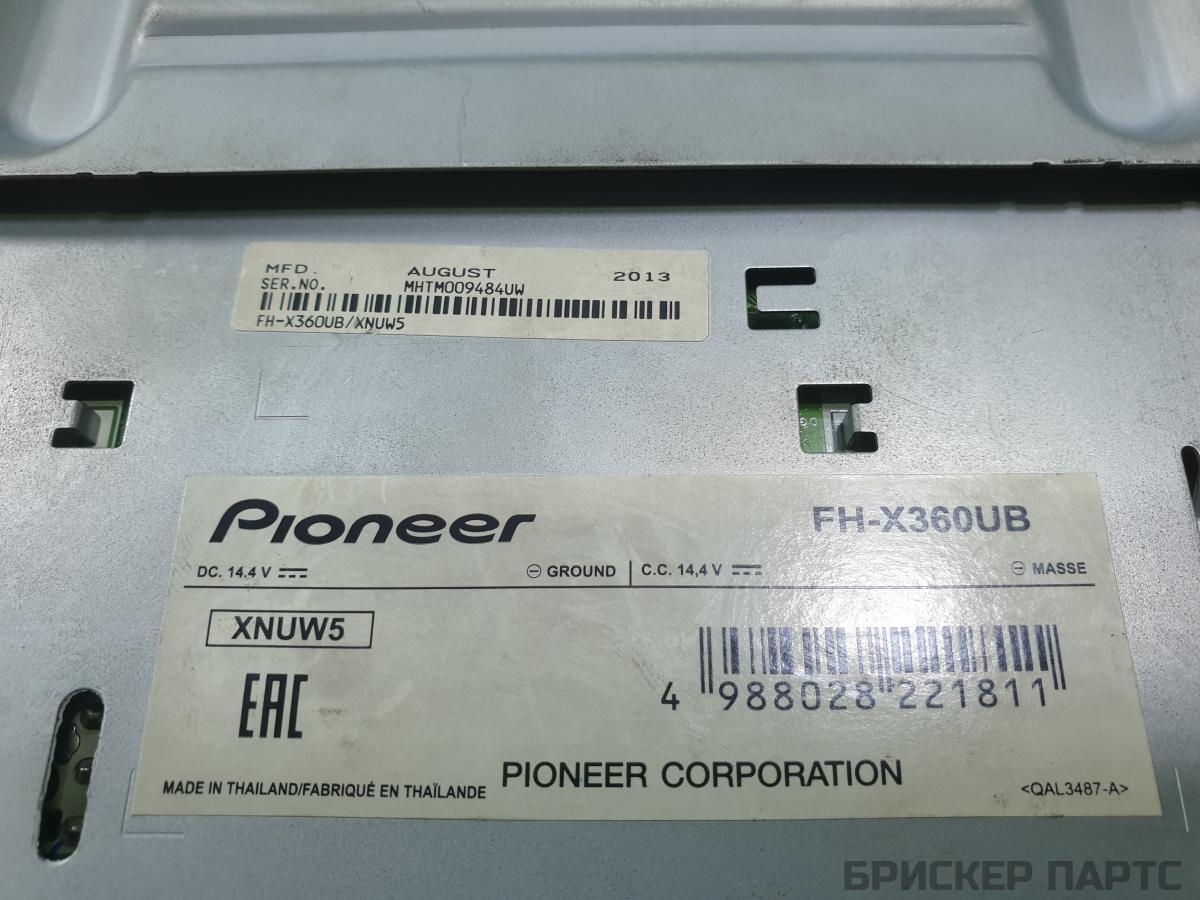 MFD. AUGUST 2013
SER.NO. MHTM009484UW
FH-X360UB/XNUW5
Pioneer FH-X360UB
DC. 14.4 V ⊖ GROUND | C.C. 14,4 V ⊖ MASSE
XNUW5
EAC
4 988028 221811
PIONEER CORPORATION
MADE IN THAILAND/FABRIQUÉ EN THAÏLANDE <QAL3487-A>
БРИСКЕР ПАРТС